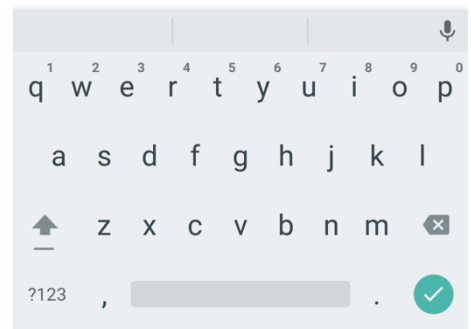 1 2 3 4 5 6 7 8 9 0
q w e r t y u i o p
a s d f g h j k l
z x c v b n m
?123 , .